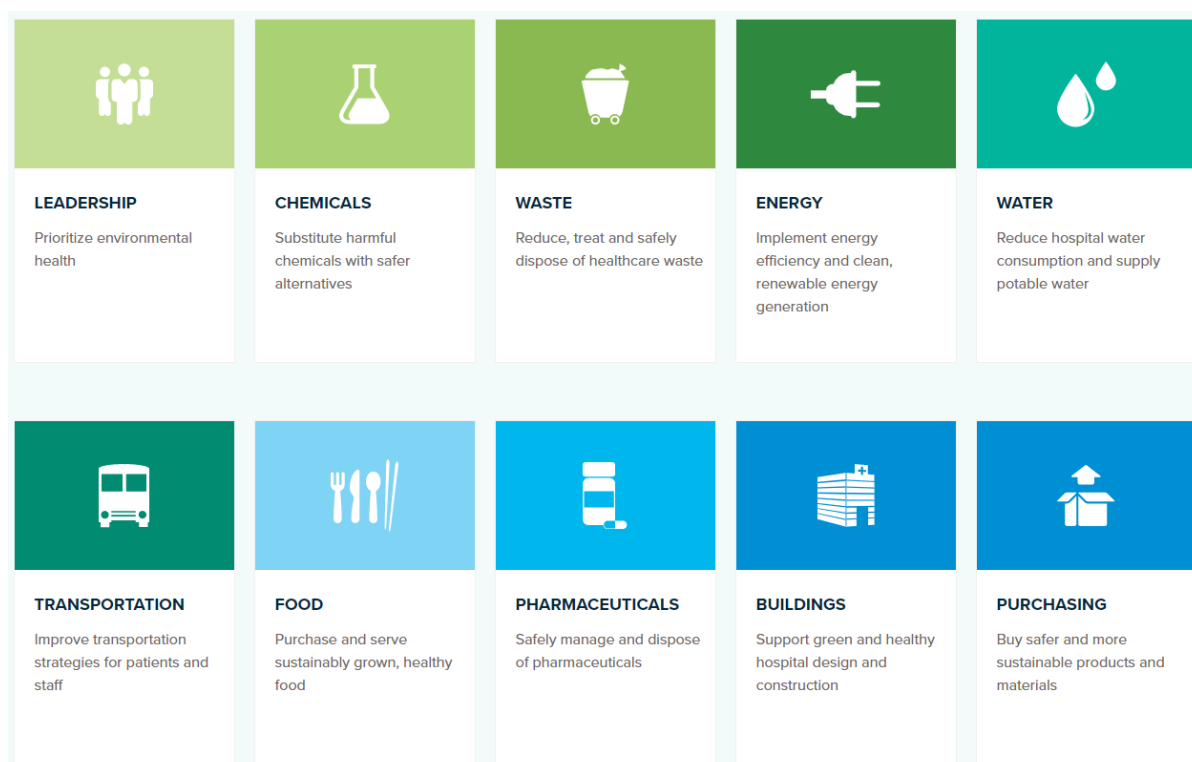 LEADERSHIP
Prioritize environmental
health
CHEMICALS
Substitute harmful
chemicals with safer
alternatives
WASTE
Reduce, treat and safely
dispose of healthcare waste
ENERGY
Implement energy
efficiency and clean,
renewable energy
generation
WATER
Reduce hospital water
consumption and supply
potable water
TRANSPORTATION
Improve transportation
strategies for patients and
staff
FOOD
Purchase and serve
sustainably grown, healthy
food
PHARMACEUTICALS
Safely manage and dispose
of pharmaceuticals
BUILDINGS
Support green and healthy
hospital design and
construction
PURCHASING
Buy safer and more
sustainable products and
materials